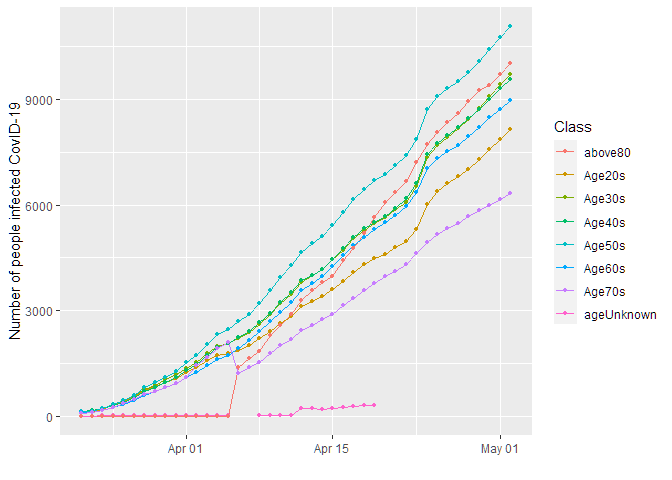 Number of people infected CovID-19
9000
6000
3000
0
Apr 01
Apr 15
May 01
Class
above80
Age20s
Age30s
Age40s
Age50s
Age60s
Age70s
ageUnknown